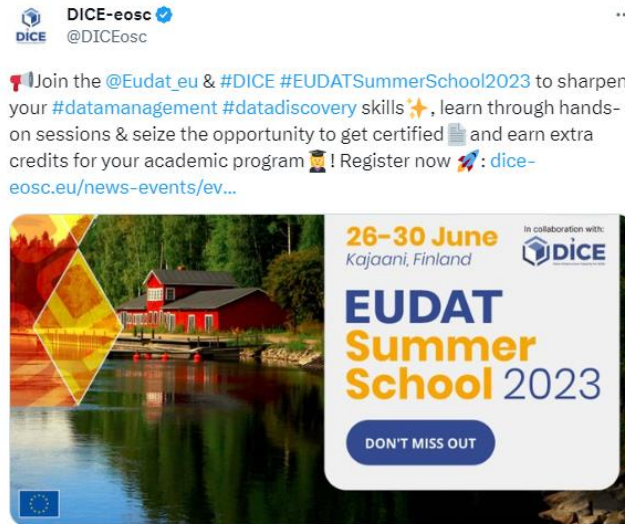 DICE-eosc
@DICEosc
DICE
📢Join the @Eudat_eu & #DICE #EUDATSummerSchool2023 to sharpen
your #datamanagement #datadiscovery skills✨, learn through hands-
on sessions & seize the opportunity to get certified📄and earn extra
credits for your academic program👩‍🎓! Register now 🚀: dice-
eosc.eu/news-events/ev...
26-30 June
Kajaani, Finland
In collaboration with:
DICE
EUDAT
Summer
School 2023
DON'T MISS OUT